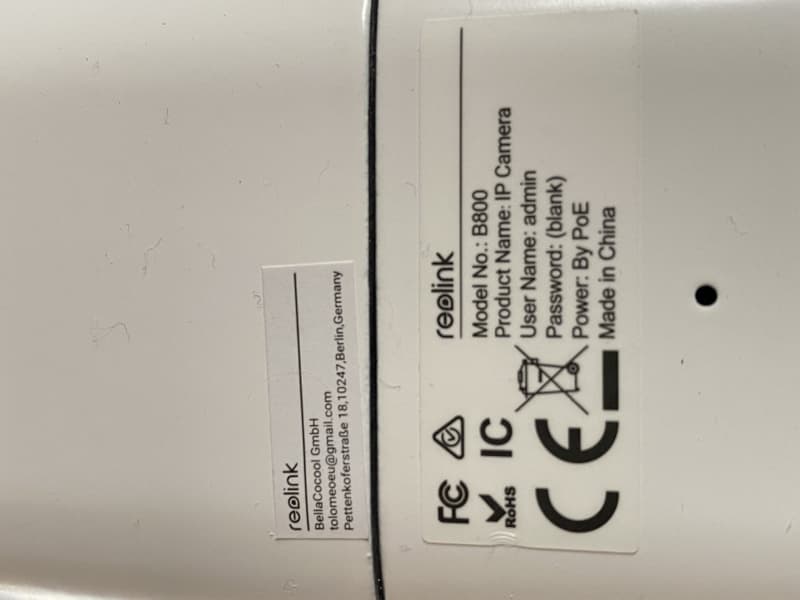 reolink
BellaCocool GmbH
tolomeoeu@gmail.com
Pettenkoferstraße 18,10247,Berlin,Germany
reolink
Model No.: B800
Product Name: IP Camera
User Name: admin
Password: (blank)
Power: By PoE
Made in China
FC
IC
RoHS
CE